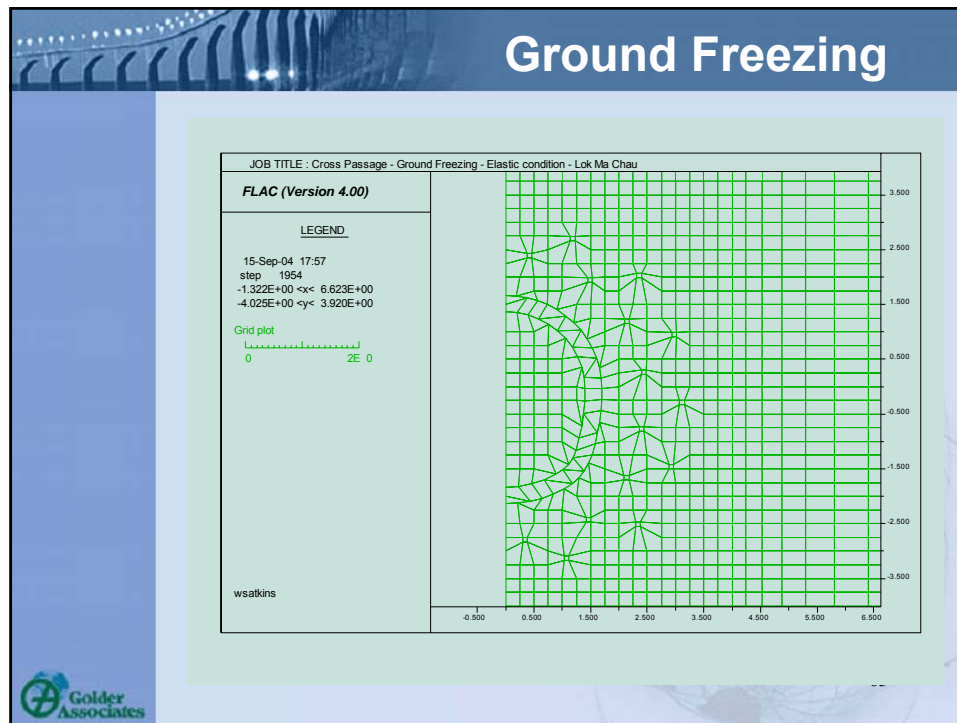 Ground Freezing
JOB TITLE : Cross Passage - Ground Freezing - Elastic condition - Lok Ma Chau
FLAC (Version 4.00)
LEGEND
15-Sep-04 17:57
step 1954
-1.322E+00 <x< 6.623E+00
-4.025E+00 <y< 3.920E+00
Grid plot
0 2E 0
wsatkins
3.500
2.500
1.500
0.500
-0.500
-1.500
-2.500
-3.500
-0.500 0.500 1.500 2.500 3.500 4.500 5.500 6.500
Golder
Associates